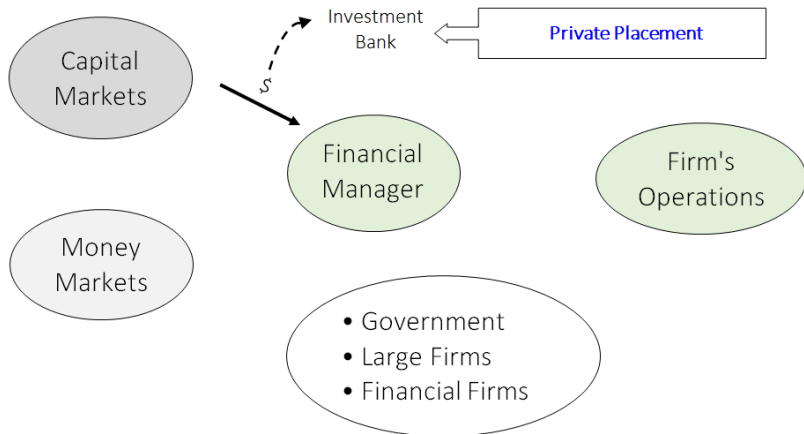 Investment
Bank
Private Placement
Capital
Markets
$
Financial
Manager
Firm's
Operations
Money
Markets
• Government
• Large Firms
• Financial Firms